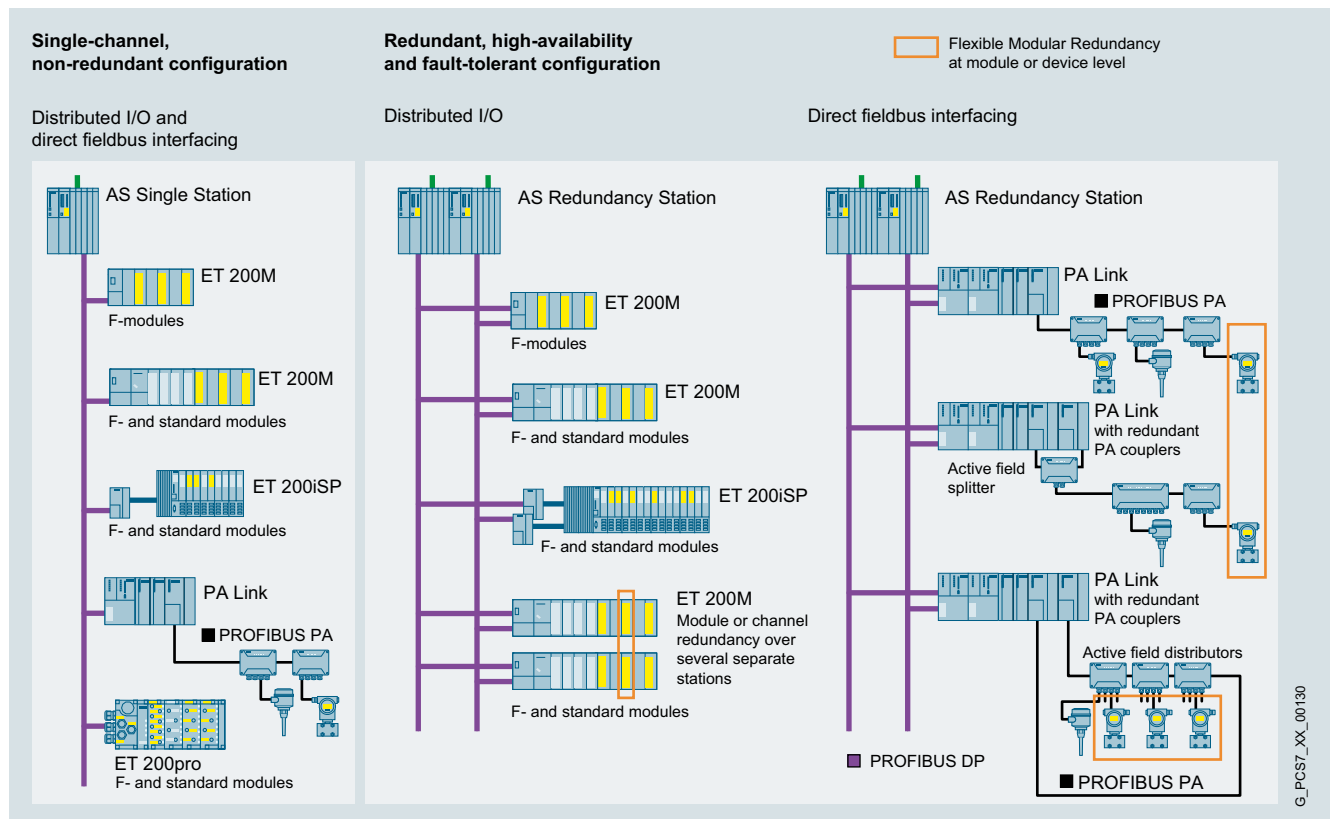 Single-channel,
non-redundant configuration
Redundant, high-availability
and fault-tolerant configuration
Flexible Modular Redundancy
at module or device level
Distributed I/O and
direct fieldbus interfacing
Distributed I/O
Direct fieldbus interfacing
AS Single Station
ET 200M
F-modules
ET 200M
F- and standard modules
ET 200iSP
F- and standard modules
PA Link
PROFIBUS PA
ET 200pro
F- and standard modules
AS Redundancy Station
ET 200M
F-modules
ET 200M
F- and standard modules
ET 200iSP
F- and standard modules
ET 200M
Module or channel
redundancy over
several separate
stations
F- and standard modules
PROFIBUS DP
AS Redundancy Station
PA Link
PROFIBUS PA
PA Link
with redundant
PA couplers
Active field
splitter
PA Link
with redundant
PA couplers
Active field distributors
PROFIBUS PA
G_PCS7_XX_00130